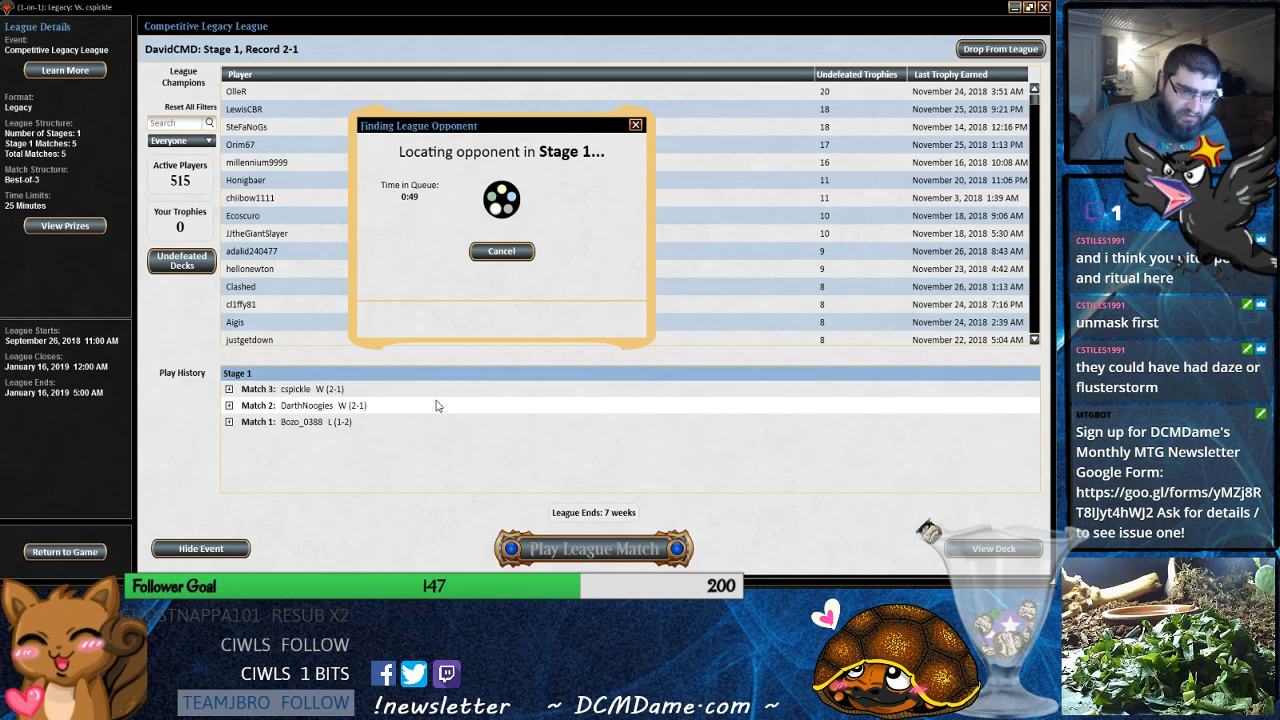 (1-on-1): Legacy: Vs. cspickle
League Details
Event:
Competitive Legacy League
Learn More
Format:
Legacy
League Structure:
Number of Stages: 1
Stage 1 Matches: 5
Total Matches: 5
Match Structure:
Best-of-3
Time Limits:
25 Minutes
View Prizes
League Starts:
September 26, 2018 11:00 AM
League Closes:
January 16, 2019 12:00 AM
League Ends:
January 16, 2019 5:00 AM
Return to Game
Competitive Legacy League
DavidCMD: Stage 1, Record 2-1
Drop From League
League
Champions
Reset All Filters
Search
Everyone
Active Players
515
Your Trophies
0
Undefeated
Decks
Player Undefeated Trophies Last Trophy Earned
OlleR 20 November 24, 2018 3:51 AM
LewisCBR 18 November 25, 2018 9:21 PM
SteFaNoGs 18 November 14, 2018 12:16 PM
Orim67 17 November 25, 2018 1:13 PM
millennium9999 16 November 16, 2018 10:08 AM
Honigbaer 11 November 20, 2018 11:06 PM
chiibow1111 11 November 3, 2018 1:39 AM
Ecoscuro 10 November 18, 2018 9:06 AM
JJtheGiantSlayer 10 November 18, 2018 5:30 AM
adalid240477 9 November 26, 2018 8:43 AM
hellonewton 9 November 23, 2018 4:42 AM
Clashed 8 November 26, 2018 1:13 AM
cl1ffy81 8 November 24, 2018 7:16 PM
Aigis 8 November 24, 2018 2:39 AM
justgetdown 8 November 22, 2018 5:04 AM
Finding League Opponent
Locating opponent in Stage 1...
Time in Queue:
0:49
Cancel
Play History
Stage 1
Match 3: cspickle W (2-1)
Match 2: DarthNoogies W (2-1)
Match 1: Bozo_0388 L (1-2)
League Ends: 7 weeks
Hide Event
Play League Match
View Deck
Follower Goal 147 200
GHOSTNAPPA101 RESUB X2
CIWLS FOLLOW
CIWLS 1 BITS
TEAMJBRO FOLLOW
!newsletter ~ DCMDame.com ~
1
CSTILES1991
and i think you
and ritual here
CSTILES1991
unmask first
CSTILES1991
they could have had daze or
flusterstorm
MTGBOT
Sign up for DCMDame's
Monthly MTG Newsletter
Google Form:
https://goo.gl/forms/yMZj8R
T8IJyt4hWJ2 Ask for details /
to see issue one!